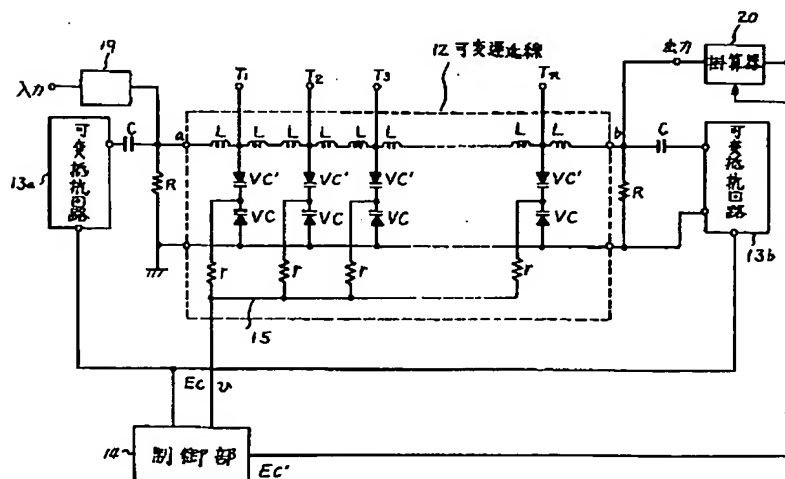 19
入力
12 可変遅延線
T₁ T₂ T₃ Tₙ
出力
20
掛算器
13a
可変抵抗回路
C
R
a
L L L L L L L L
VC' VC' VC' VC'
VC VC VC VC
r r r r
15
b
C
R
可変抵抗回路
13b
Ec v
14
制御部
Ec'